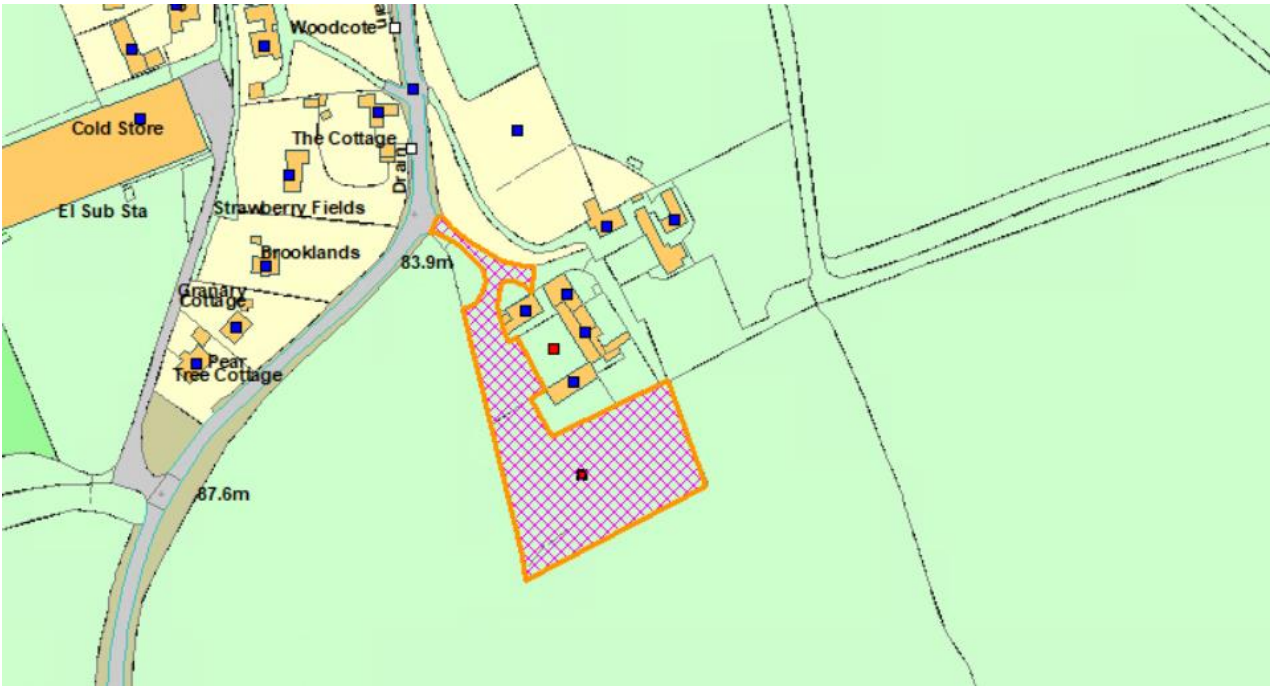 Woodcote
Cold Store
The Cottage
Drain
El Sub Sta
Strawberry Fields
Brooklands
83.9m
Granary
Cottage
Pear
Tree Cottage
87.6m